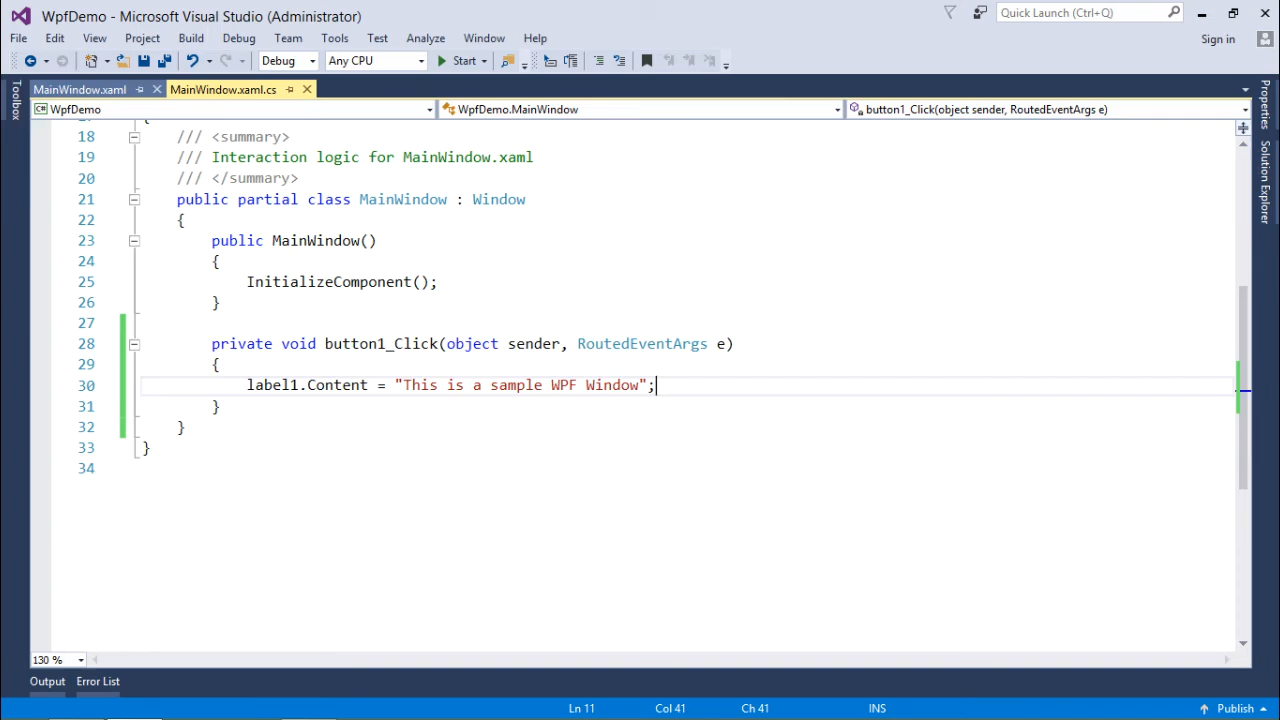 WpfDemo - Microsoft Visual Studio (Administrator)
Quick Launch (Ctrl+Q)
File Edit View Project Build Debug Team Tools Test Analyze Window Help
Sign in
Debug Any CPU Start
MainWindow.xaml MainWindow.xaml.cs
Toolbox
Properties
Solution Explorer
C# WpfDemo WpfDemo.MainWindow button1_Click(object sender, RoutedEventArgs e)
18 /// <summary>
19 /// Interaction logic for MainWindow.xaml
20 /// </summary>
21 public partial class MainWindow : Window
22 {
23 public MainWindow()
24 {
25 InitializeComponent();
26 }
27
28 private void button1_Click(object sender, RoutedEventArgs e)
29 {
30 label1.Content = "This is a sample WPF Window";
31 }
32 }
33 }
34
130 %
Output Error List
Ln 11 Col 41 Ch 41 INS Publish